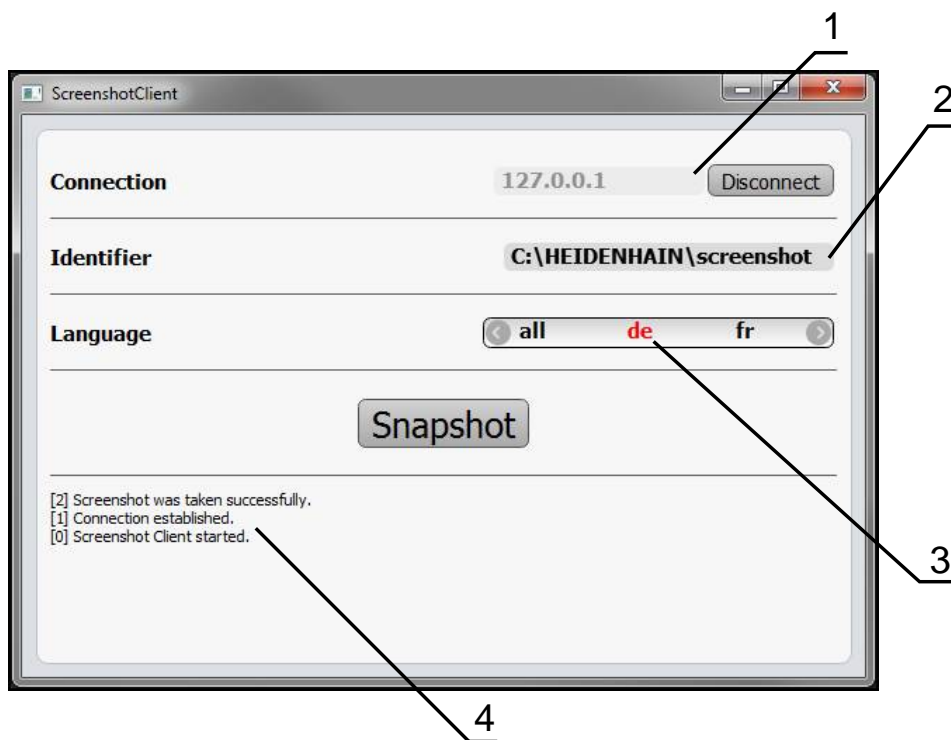 1
ScreenshotClient
2
Connection 127.0.0.1 Disconnect
Identifier C:\HEIDENHAIN\screenshot
Language all de fr
Snapshot
[2] Screenshot was taken successfully.
[1] Connection established.
[0] Screenshot Client started.
3
4